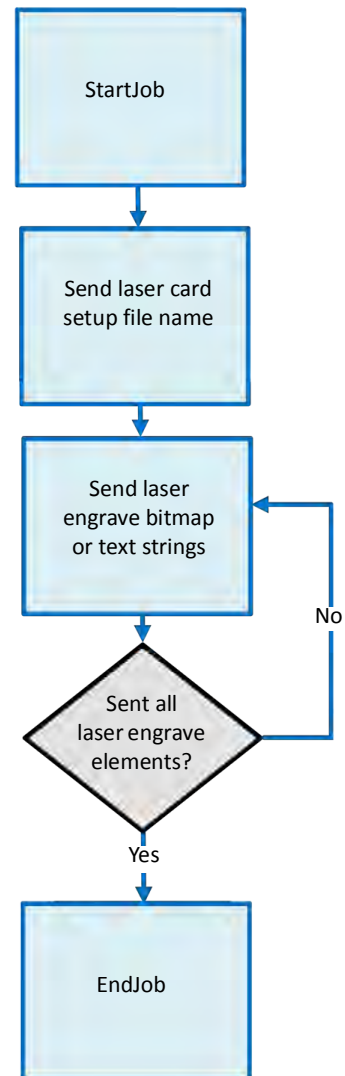 StartJob
Send laser card
setup file name
Send laser
engrave bitmap
or text strings
No
Sent all
laser engrave
elements?
Yes
EndJob